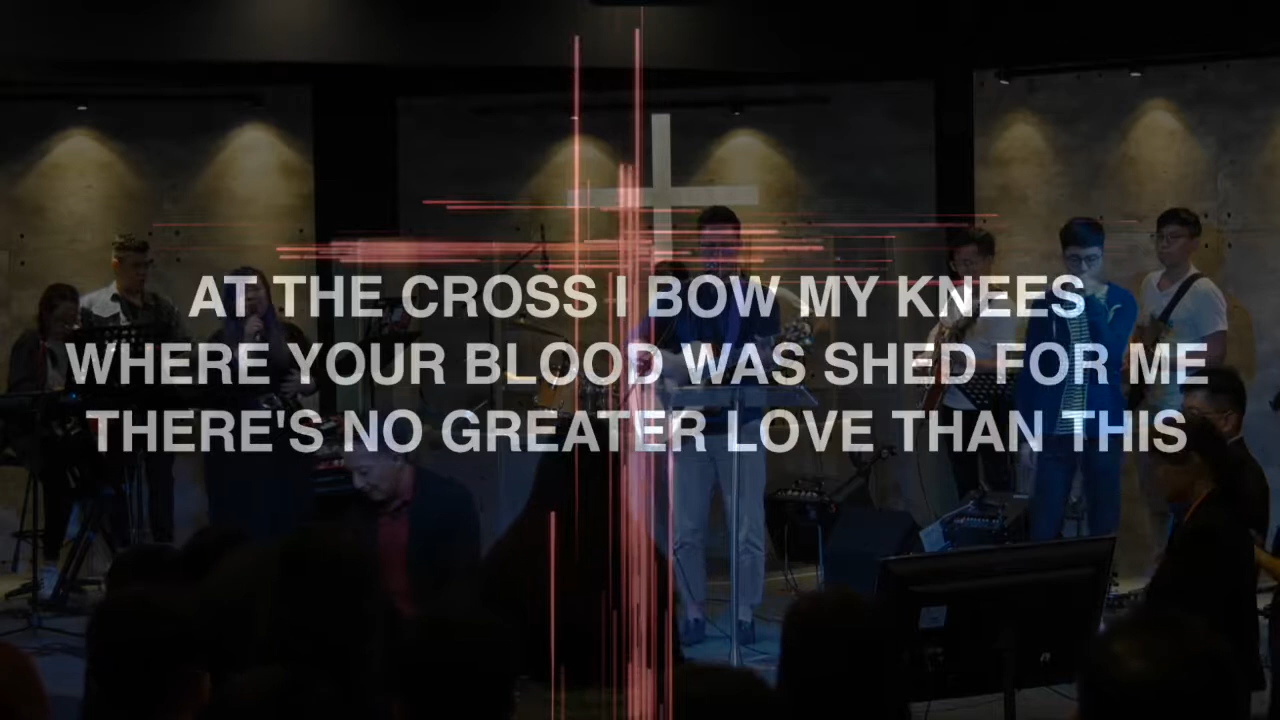 AT THE CROSS I BOW MY KNEES
WHERE YOUR BLOOD WAS SHED FOR ME
THERE'S NO GREATER LOVE THAN THIS